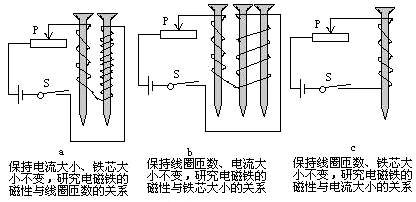 P
S
P
S
P
S
a
保持电流大小、铁芯大
小不变，研究电磁铁的
磁性与线圈匝数的关系
b
保持线圈匝数、电流大
小不变，研究电磁铁的
磁性与铁芯大小的关系
c
保持线圈匝数、铁芯大
小不变，研究电磁铁的
磁性与电流大小的关系